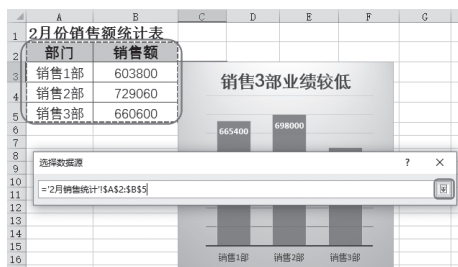 A B C D E F G
1 2月份销售额统计表
2 部门 销售额
3 销售1部 603800
4 销售2部 729060
5 销售3部 660600
销售3部业绩较低
665400 698000
6
7
8
9
10
11
12
13
14
15
16
选择数据源 ? ×
='2月销售统计'!$A$2:$B$5
销售1部 销售2部 销售3部